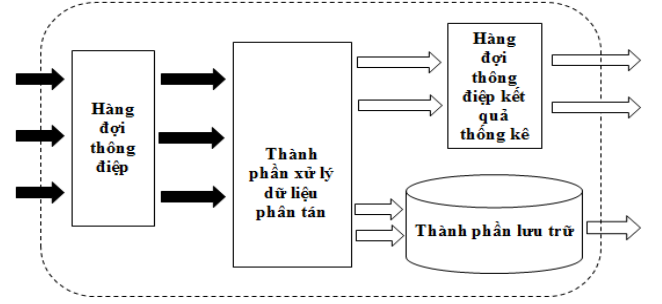 Hàng
đợi
thông
điệp
Thành
phần xử lý
dữ liệu
phân tán
Hàng
đợi
thông
điệp kết
quả
thống kê
Thành phần lưu trữ